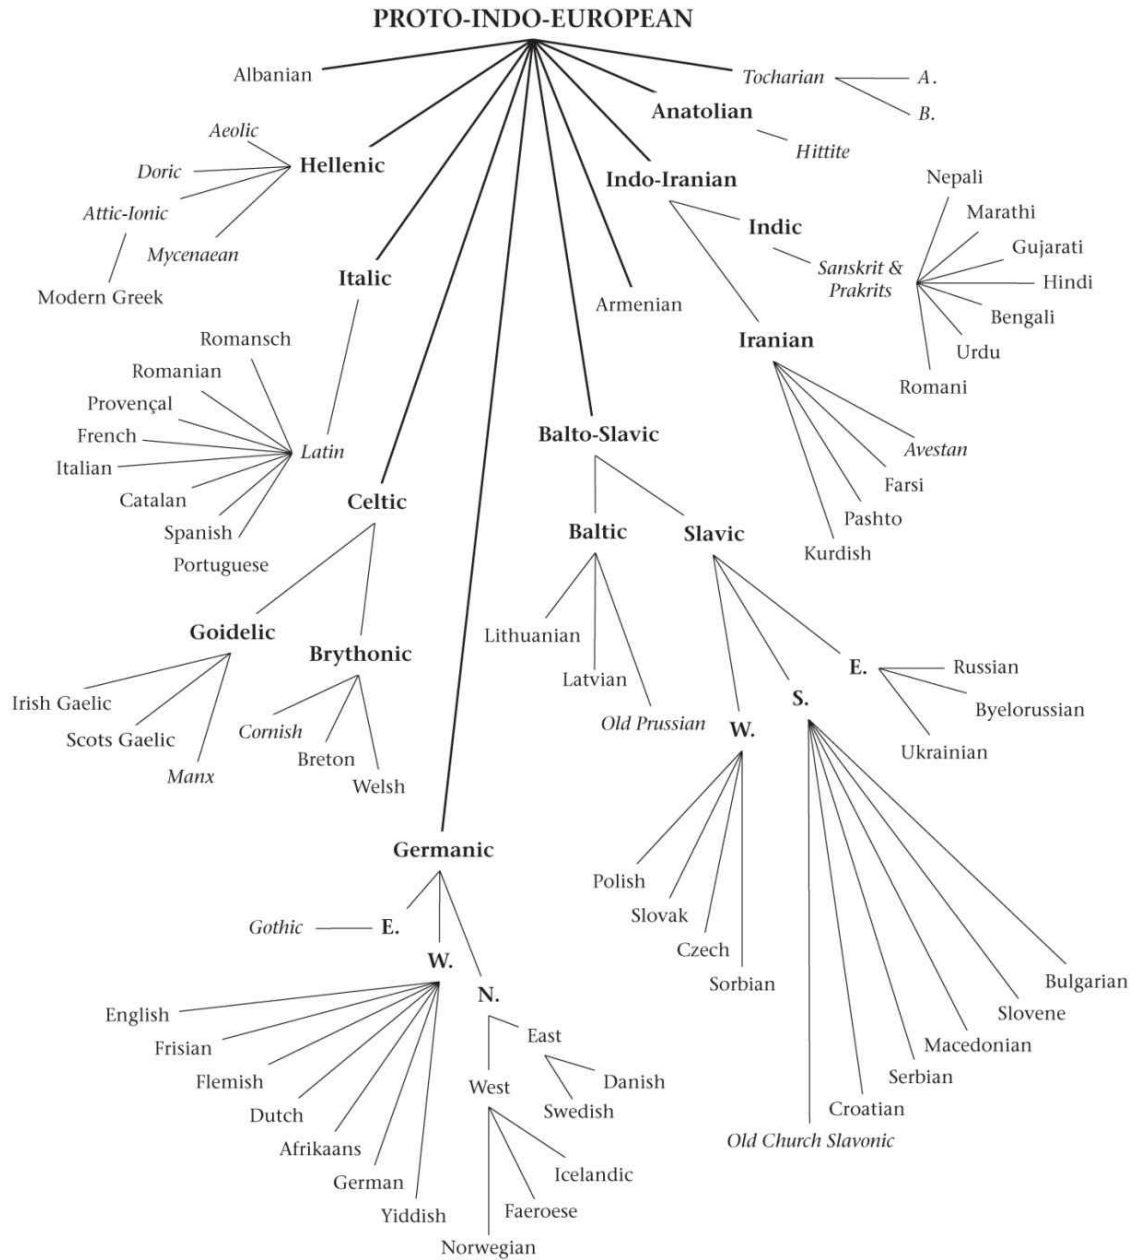 PROTO-INDO-EUROPEAN
Albanian
Tocharian
A.
B.
Anatolian
Hittite
Aeolic
Doric
Hellenic
Attic-Ionic
Mycenaean
Modern Greek
Indo-Iranian
Indic
Sanskrit &
Prakrits
Nepali
Marathi
Gujarati
Hindi
Bengali
Urdu
Romani
Italic
Armenian
Iranian
Avestan
Farsi
Pashto
Kurdish
Romansch
Romanian
Provençal
French
Italian
Catalan
Spanish
Portuguese
Latin
Balto-Slavic
Celtic
Baltic
Slavic
Goidelic
Brythonic
Irish Gaelic
Scots Gaelic
Manx
Cornish
Breton
Welsh
Lithuanian
Latvian
Old Prussian
E.
Russian
Byelorussian
Ukrainian
S.
W.
Polish
Slovak
Czech
Sorbian
Bulgarian
Slovene
Macedonian
Serbian
Croatian
Old Church Slavonic
Germanic
Gothic
E.
W.
N.
English
Frisian
Flemish
Dutch
Afrikaans
German
Yiddish
East
Danish
Swedish
West
Icelandic
Faeroese
Norwegian